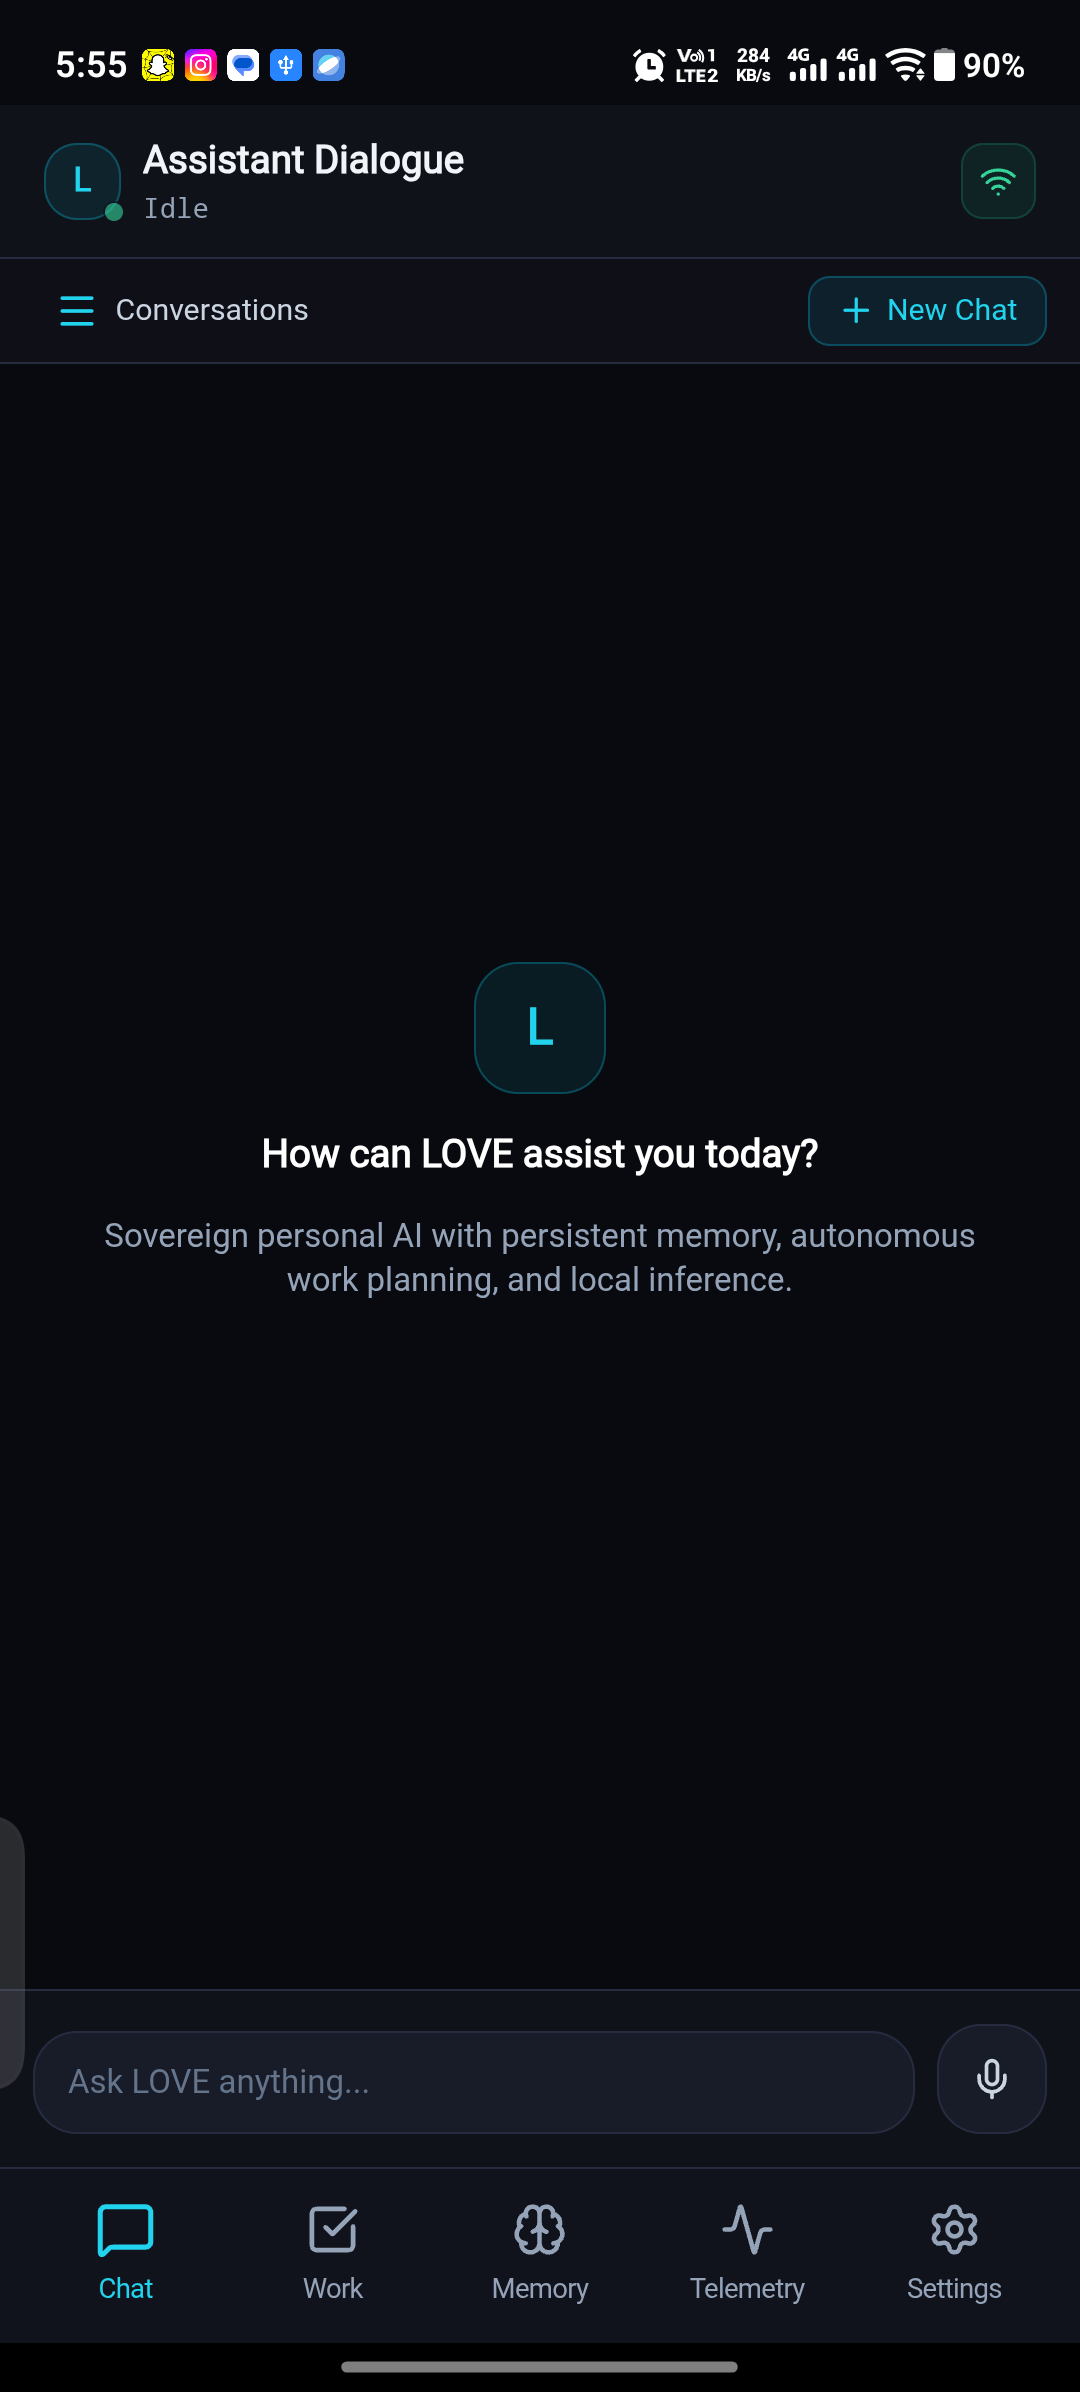 5:55
Vo)) 1
LTE 2
284
KB/s
4G
4G
90%
L
Assistant Dialogue
Idle
Conversations
New Chat
L
How can LOVE assist you today?
Sovereign personal AI with persistent memory, autonomous
work planning, and local inference.
Ask LOVE anything...
Chat
Work
Memory
Telemetry
Settings